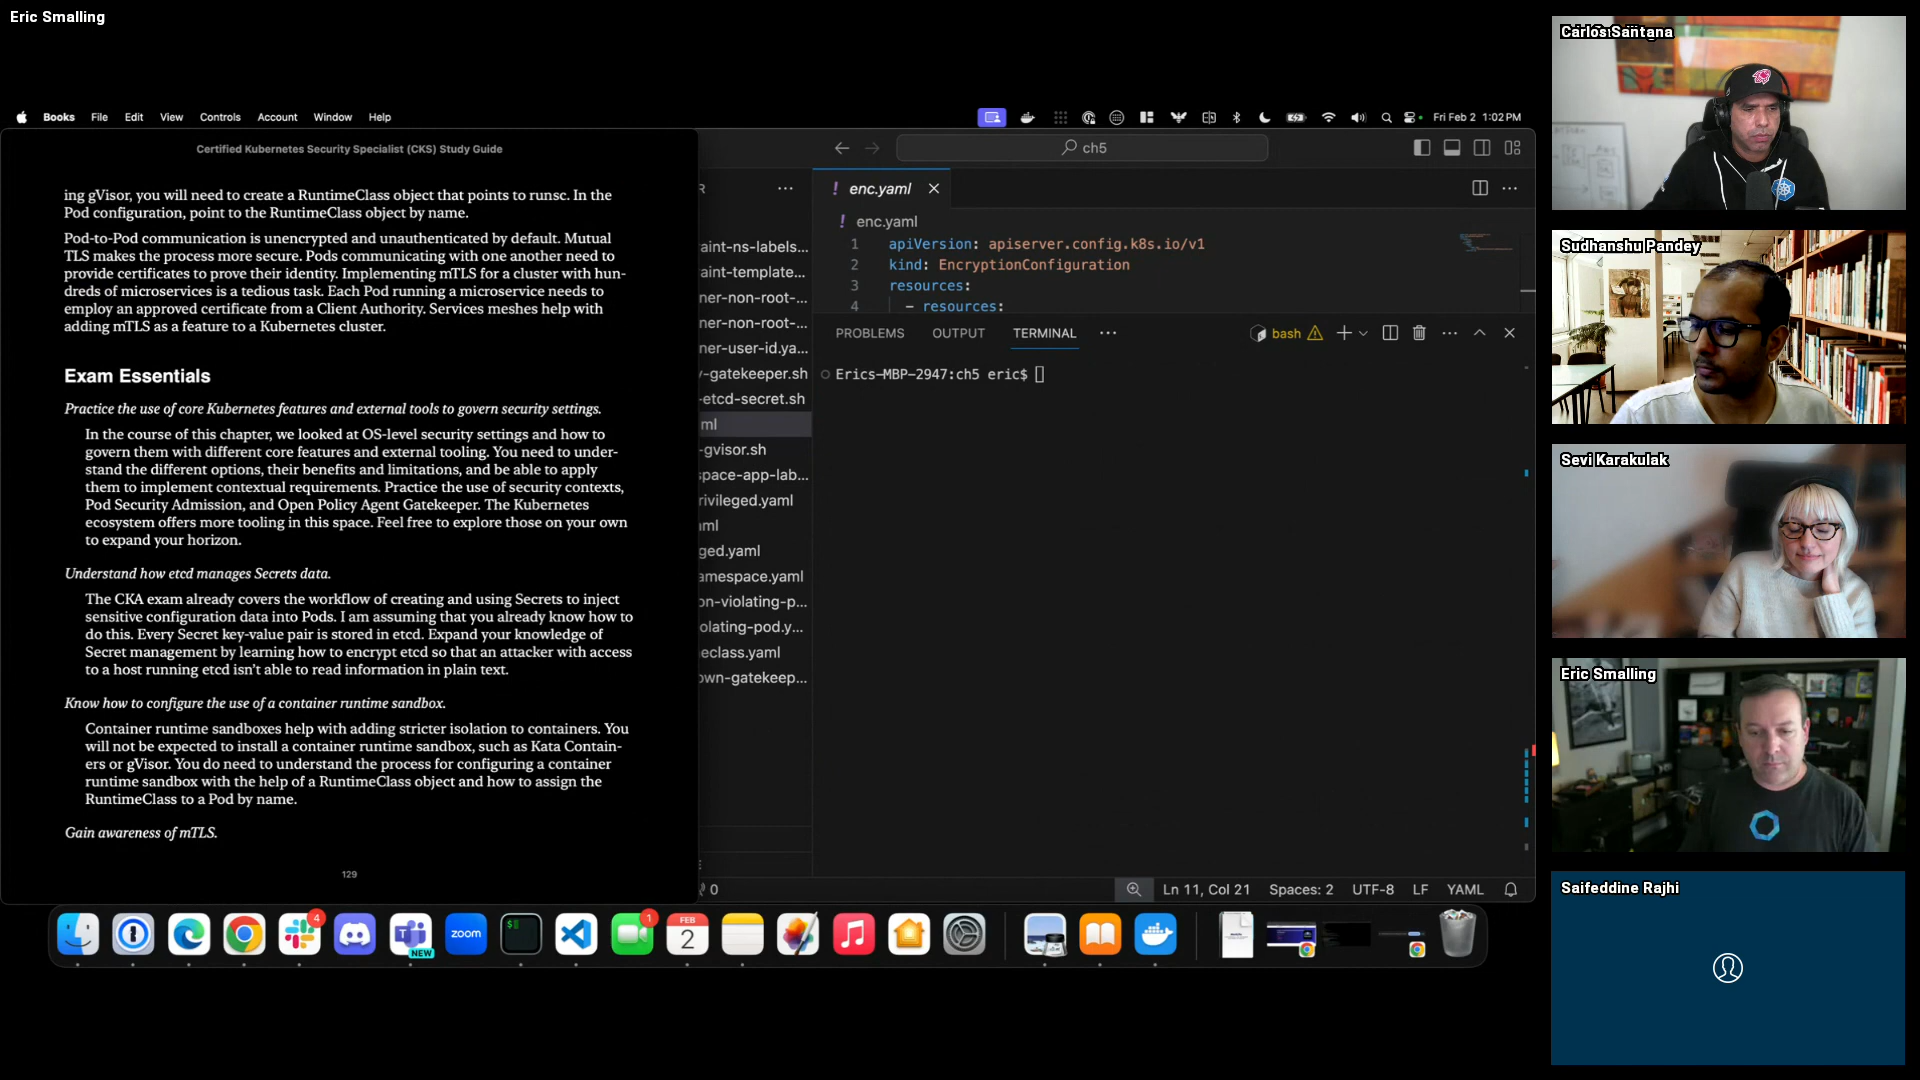 Eric Smalling
Books File Edit View Controls Account Window Help
Fri Feb 2 1:02 PM
Certified Kubernetes Security Specialist (CKS) Study Guide
ing gVisor, you will need to create a RuntimeClass object that points to runsc. In the
Pod configuration, point to the RuntimeClass object by name.
Pod-to-Pod communication is unencrypted and unauthenticated by default. Mutual
TLS makes the process more secure. Pods communicating with one another need to
provide certificates to prove their identity. Implementing mTLS for a cluster with hun-
dreds of microservices is a tedious task. Each Pod running a microservice needs to
employ an approved certificate from a Client Authority. Services meshes help with
adding mTLS as a feature to a Kubernetes cluster.
Exam Essentials
Practice the use of core Kubernetes features and external tools to govern security settings.
In the course of this chapter, we looked at OS-level security settings and how to
govern them with different core features and external tooling. You need to under-
stand the different options, their benefits and limitations, and be able to apply
them to implement contextual requirements. Practice the use of security contexts,
Pod Security Admission, and Open Policy Agent Gatekeeper. The Kubernetes
ecosystem offers more tooling in this space. Feel free to explore those on your own
to expand your horizon.
Understand how etcd manages Secrets data.
The CKA exam already covers the workflow of creating and using Secrets to inject
sensitive configuration data into Pods. I am assuming that you already know how to
do this. Every Secret key-value pair is stored in etcd. Expand your knowledge of
Secret management by learning how to encrypt etcd so that an attacker with access
to a host running etcd isn't able to read information in plain text.
Know how to configure the use of a container runtime sandbox.
Container runtime sandboxes help with adding stricter isolation to containers. You
will not be expected to install a container runtime sandbox, such as Kata Contain-
ers or gVisor. You do need to understand the process for configuring a container
runtime sandbox with the help of a RuntimeClass object and how to assign the
RuntimeClass to a Pod by name.
Gain awareness of mTLS.
129
ch5
R
aint-ns-labels...
aint-template...
ner-non-root-...
ner-non-root-...
ner-user-id.ya...
y-gatekeeper.sh
-etcd-secret.sh
ml
-gvisor.sh
space-app-lab...
rivileged.yaml
ml
ged.yaml
amespace.yaml
on-violating-p...
olating-pod.y...
eclass.yaml
own-gatekeep...
! enc.yaml
! enc.yaml
1 apiVersion: apiserver.config.k8s.io/v1
2 kind: EncryptionConfiguration
3 resources:
4 - resources:
PROBLEMS OUTPUT TERMINAL ···
bash
Erics-MBP-2947:ch5 eric$
0
Ln 11, Col 21 Spaces: 2 UTF-8 LF YAML
4
NEW
zoom
$
1
FEB
2
Carlos Santana
Sudhanshu Pandey
Sevi Karakulak
Eric Smalling
Saifeddine Rajhi